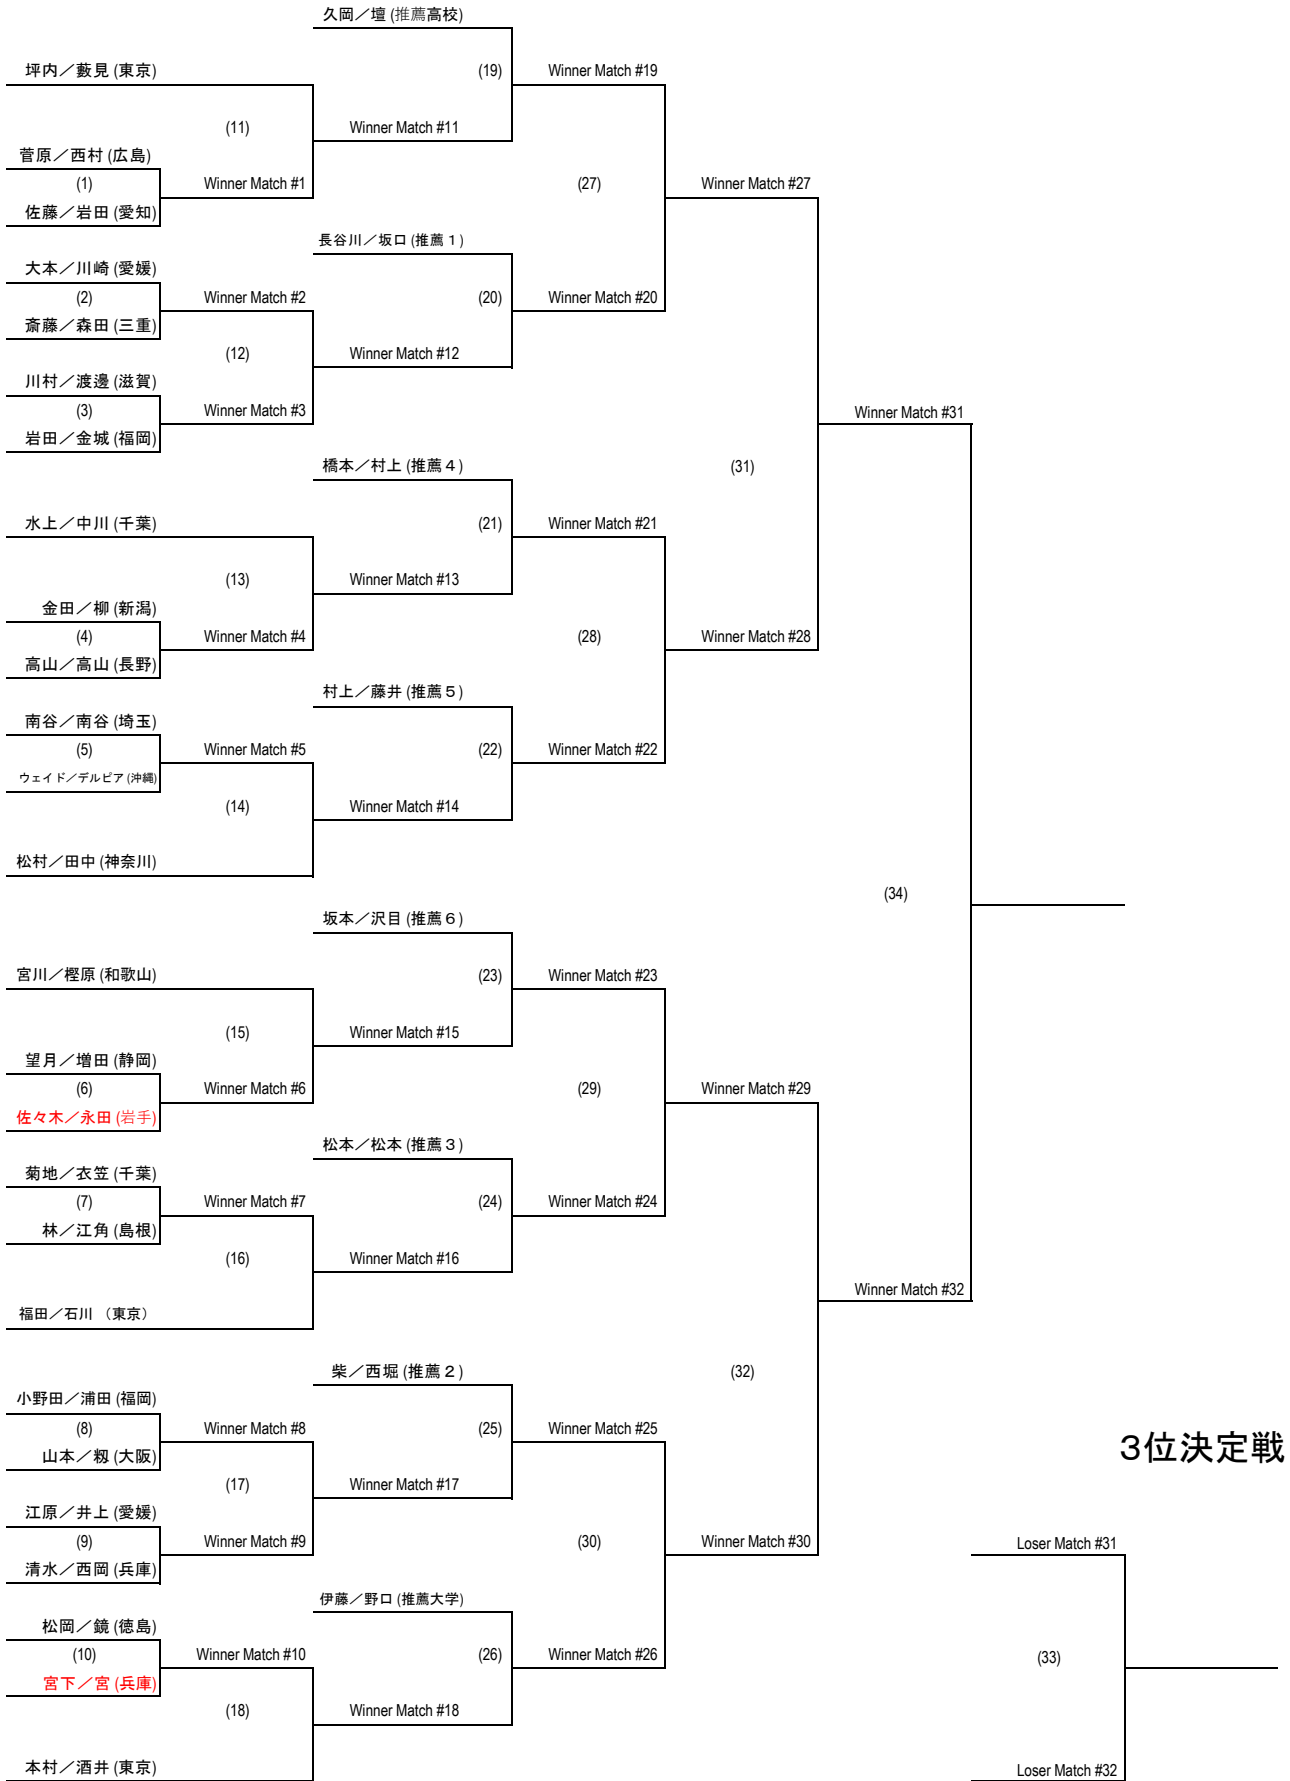 久岡／壇 (推薦高校)
坪内／藪見 (東京)
(19)
Winner Match #19
(11)
Winner Match #11
菅原／西村 (広島)
(1)
Winner Match #1
(27)
Winner Match #27
佐藤／岩田 (愛知)
長谷川／坂口 (推薦１)
大本／川崎 (愛媛)
(2)
Winner Match #2
(20)
Winner Match #20
斎藤／森田 (三重)
(12)
Winner Match #12
川村／渡邊 (滋賀)
(3)
Winner Match #3
Winner Match #31
岩田／金城 (福岡)
橋本／村上 (推薦４)
(31)
水上／中川 (千葉)
(21)
Winner Match #21
(13)
Winner Match #13
金田／柳 (新潟)
(4)
Winner Match #4
(28)
Winner Match #28
高山／高山 (長野)
村上／藤井 (推薦５)
南谷／南谷 (埼玉)
(5)
Winner Match #5
(22)
Winner Match #22
ウェイド／デルピア (沖縄)
(14)
Winner Match #14
松村／田中 (神奈川)
(34)
坂本／沢目 (推薦６)
宮川／樫原 (和歌山)
(23)
Winner Match #23
(15)
Winner Match #15
望月／増田 (静岡)
(6)
Winner Match #6
(29)
Winner Match #29
佐々木／永田 (岩手)
松本／松本 (推薦３)
菊地／衣笠 (千葉)
(7)
Winner Match #7
(24)
Winner Match #24
林／江角 (島根)
(16)
Winner Match #16
Winner Match #32
福田／石川 （東京）
柴／西堀 (推薦２)
(32)
小野田／浦田 (福岡)
(8)
Winner Match #8
(25)
Winner Match #25
3位決定戦
山本／籾 (大阪)
(17)
Winner Match #17
江原／井上 (愛媛)
(9)
Winner Match #9
(30)
Winner Match #30
Loser Match #31
清水／西岡 (兵庫)
伊藤／野口 (推薦大学)
松岡／鏡 (徳島)
(10)
Winner Match #10
(26)
Winner Match #26
(33)
宮下／宮 (兵庫)
(18)
Winner Match #18
本村／酒井 (東京)
Loser Match #32